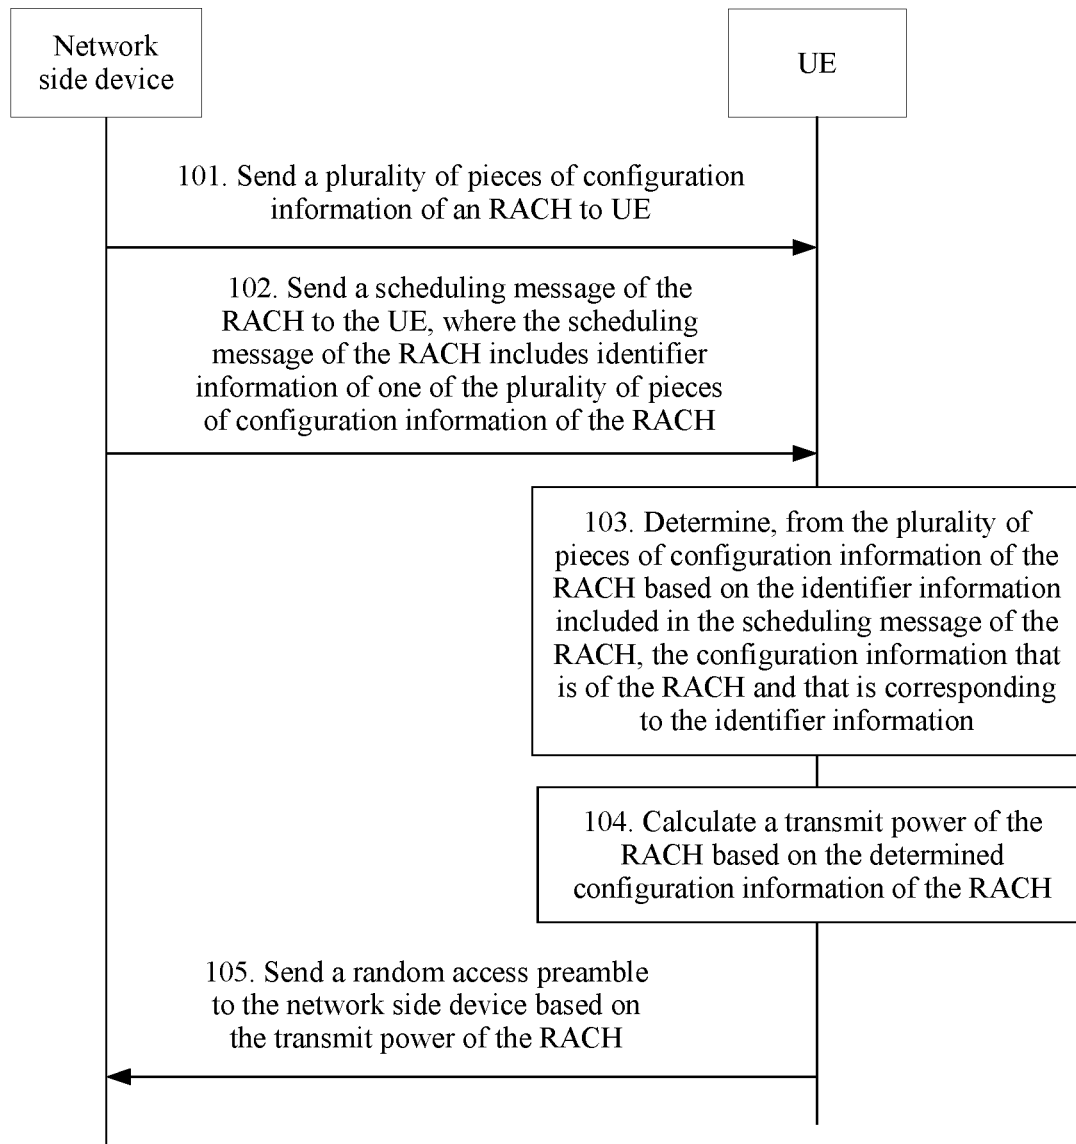 Network
side device
UE
101. Send a plurality of pieces of configuration
information of an RACH to UE
102. Send a scheduling message of the
RACH to the UE, where the scheduling
message of the RACH includes identifier
information of one of the plurality of pieces
of configuration information of the RACH
103. Determine, from the plurality of
pieces of configuration information of the
RACH based on the identifier information
included in the scheduling message of the
RACH, the configuration information that
is of the RACH and that is corresponding
to the identifier information
104. Calculate a transmit power of the
RACH based on the determined
configuration information of the RACH
105. Send a random access preamble
to the network side device based on
the transmit power of the RACH